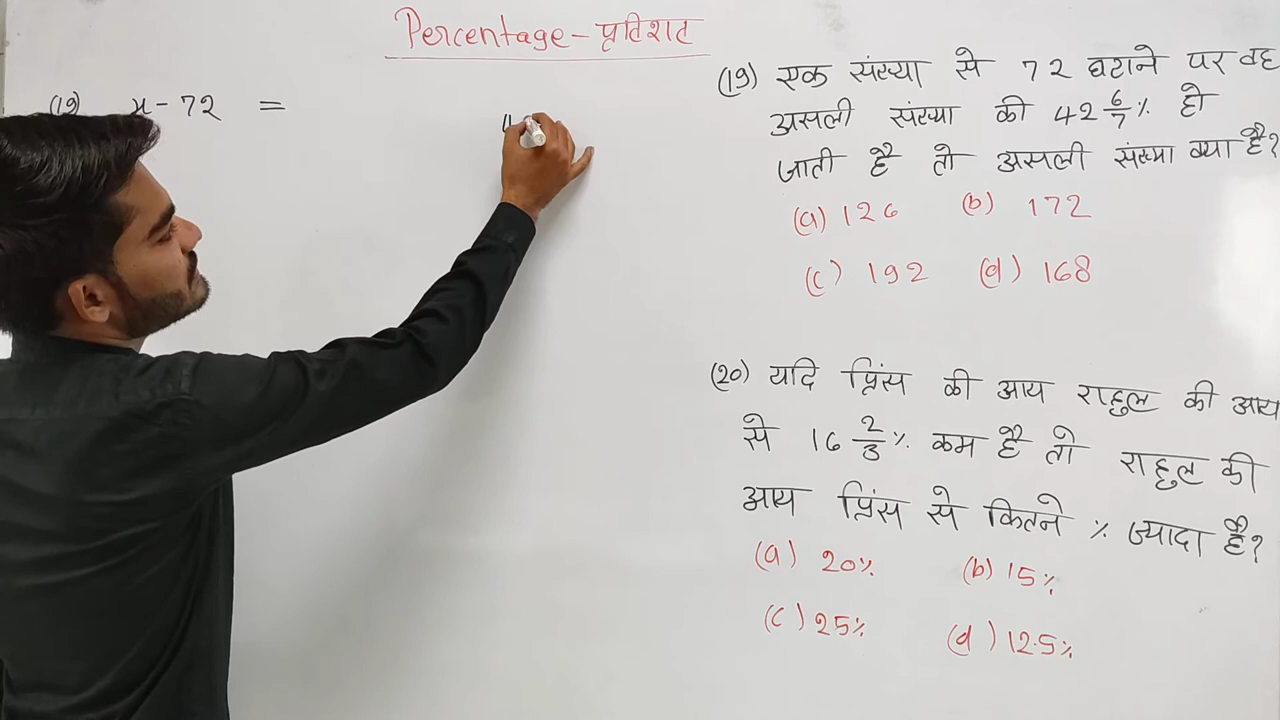 Percentage - प्रतिशत
(19) x - 72 =
(19) एक संख्या से 72 घटाने पर वह
असली संख्या की 42 6/7 % हो
जाती है तो असली संख्या क्या है?
(a) 126 (b) 172
(c) 192 (d) 168
(20) यदि प्रिंस की आय राहुल की आय
से 16 2/3 % कम है तो राहुल की
आय प्रिंस से कितने % ज्यादा है?
(a) 20% (b) 15%
(c) 25% (d) 12.5%